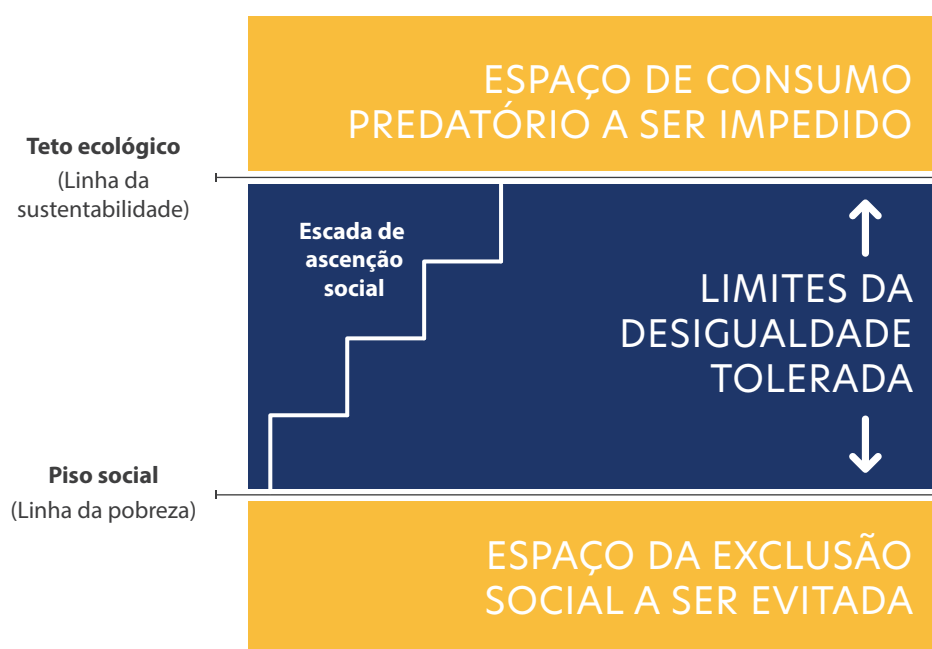 ESPAÇO DE CONSUMO
PREDATÓRIO A SER IMPEDIDO
Teto ecológico
(Linha da
sustentabilidade)
Escada de
ascenção
social
LIMITES DA
DESIGUALDADE
TOLERADA
Piso social
(Linha da pobreza)
ESPAÇO DA EXCLUSÃO
SOCIAL A SER EVITADA